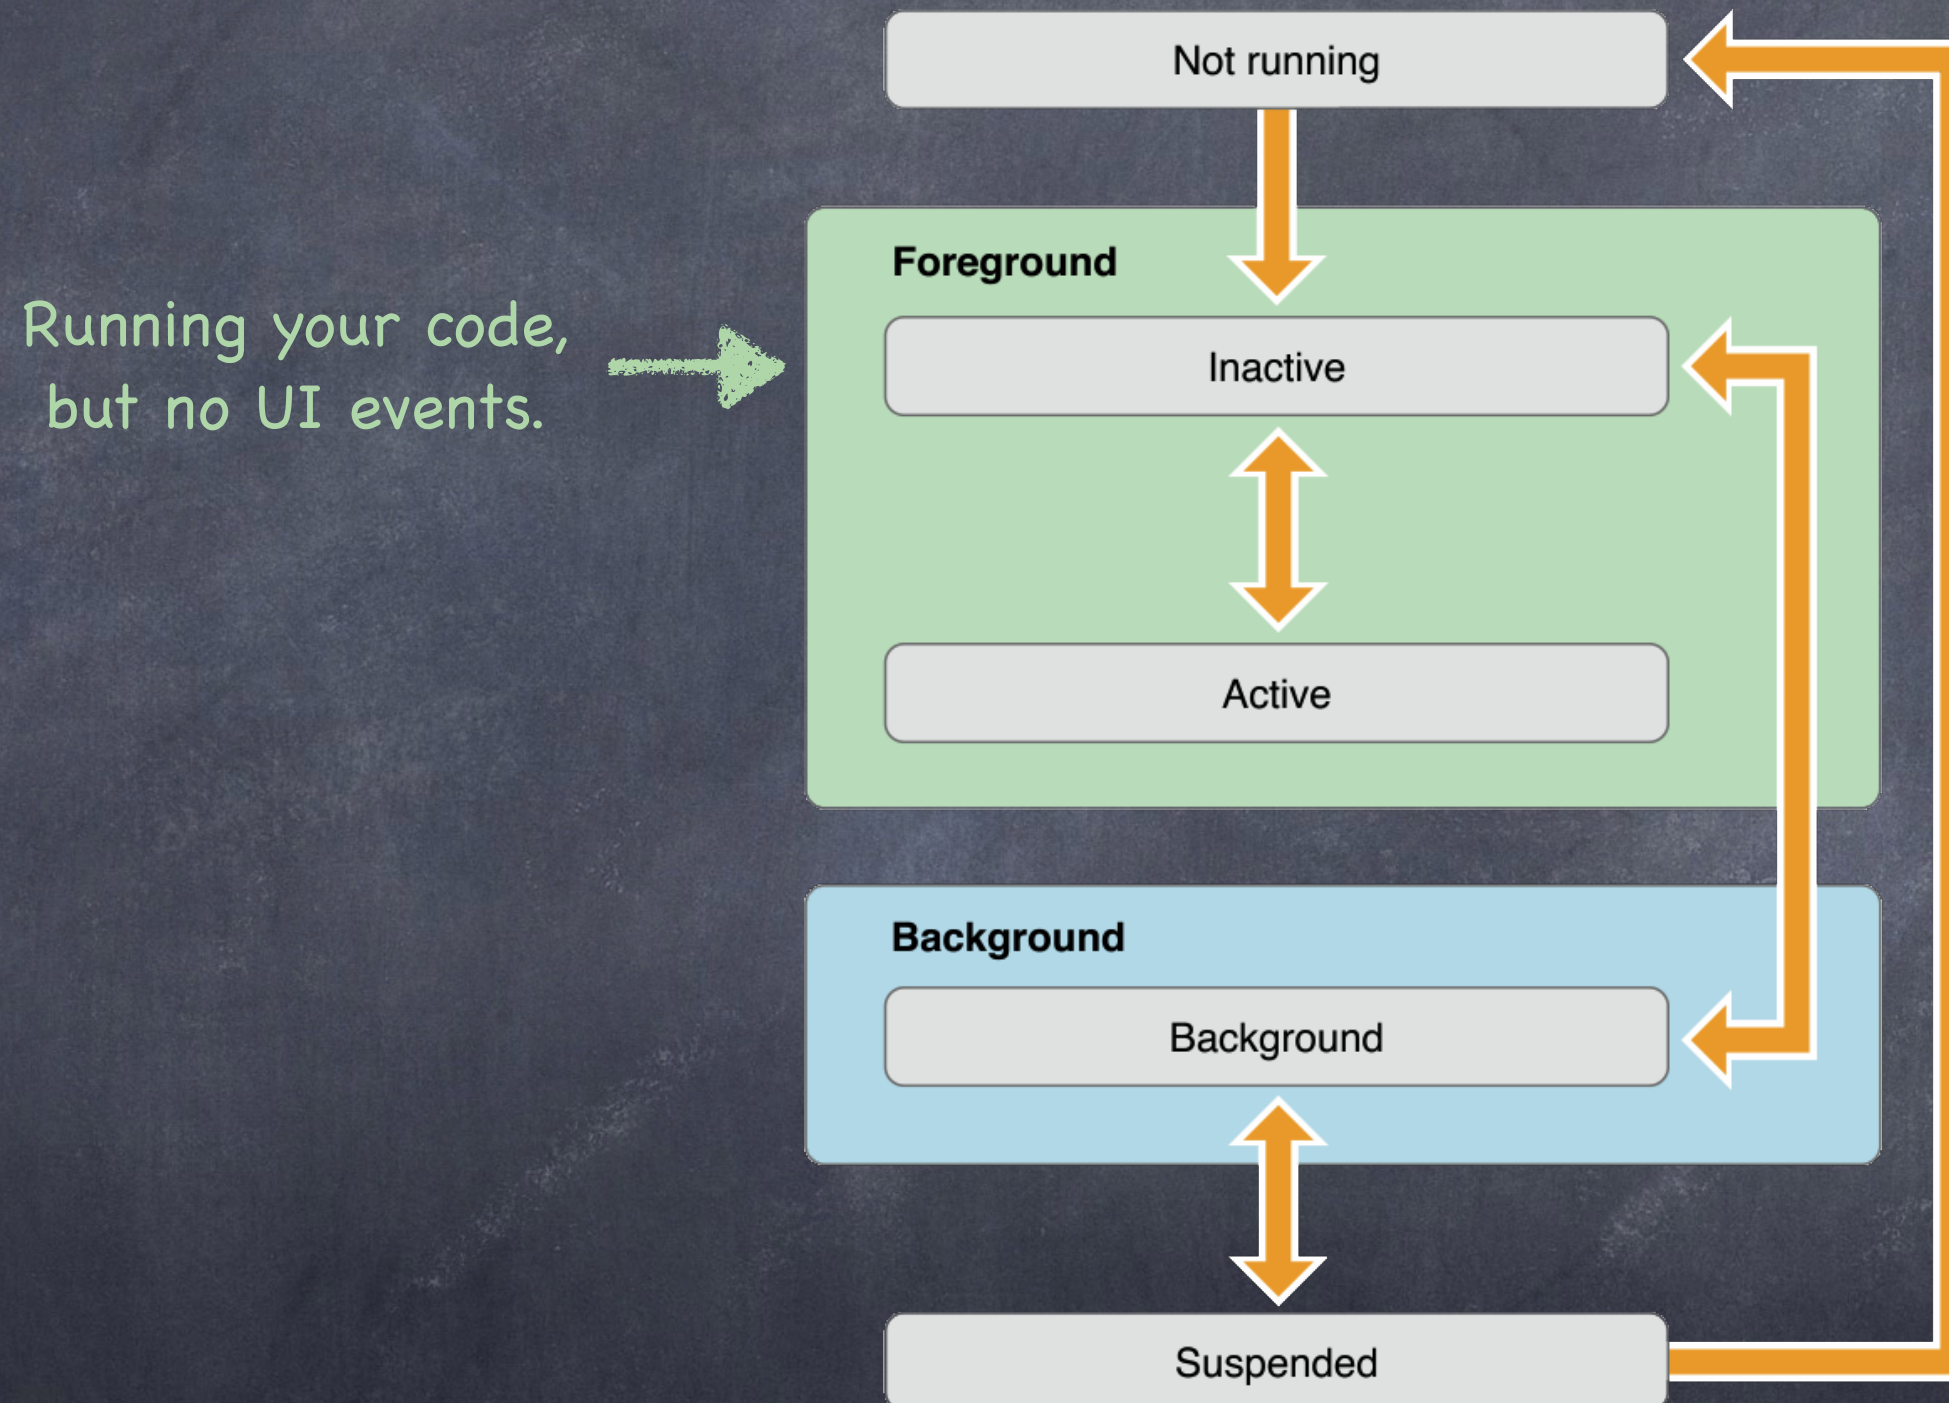 Not running
Foreground
Running your code,
but no UI events.
Inactive
Active
Background
Background
Suspended